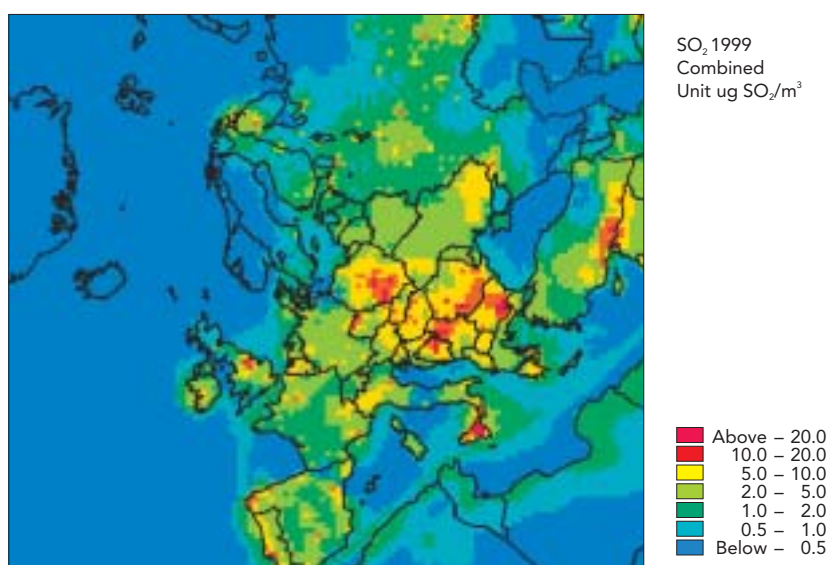 SO₂ 1999
Combined
Unit ug SO₂/m³
Above – 20.0
10.0 – 20.0
5.0 – 10.0
2.0 – 5.0
1.0 – 2.0
0.5 – 1.0
Below – 0.5